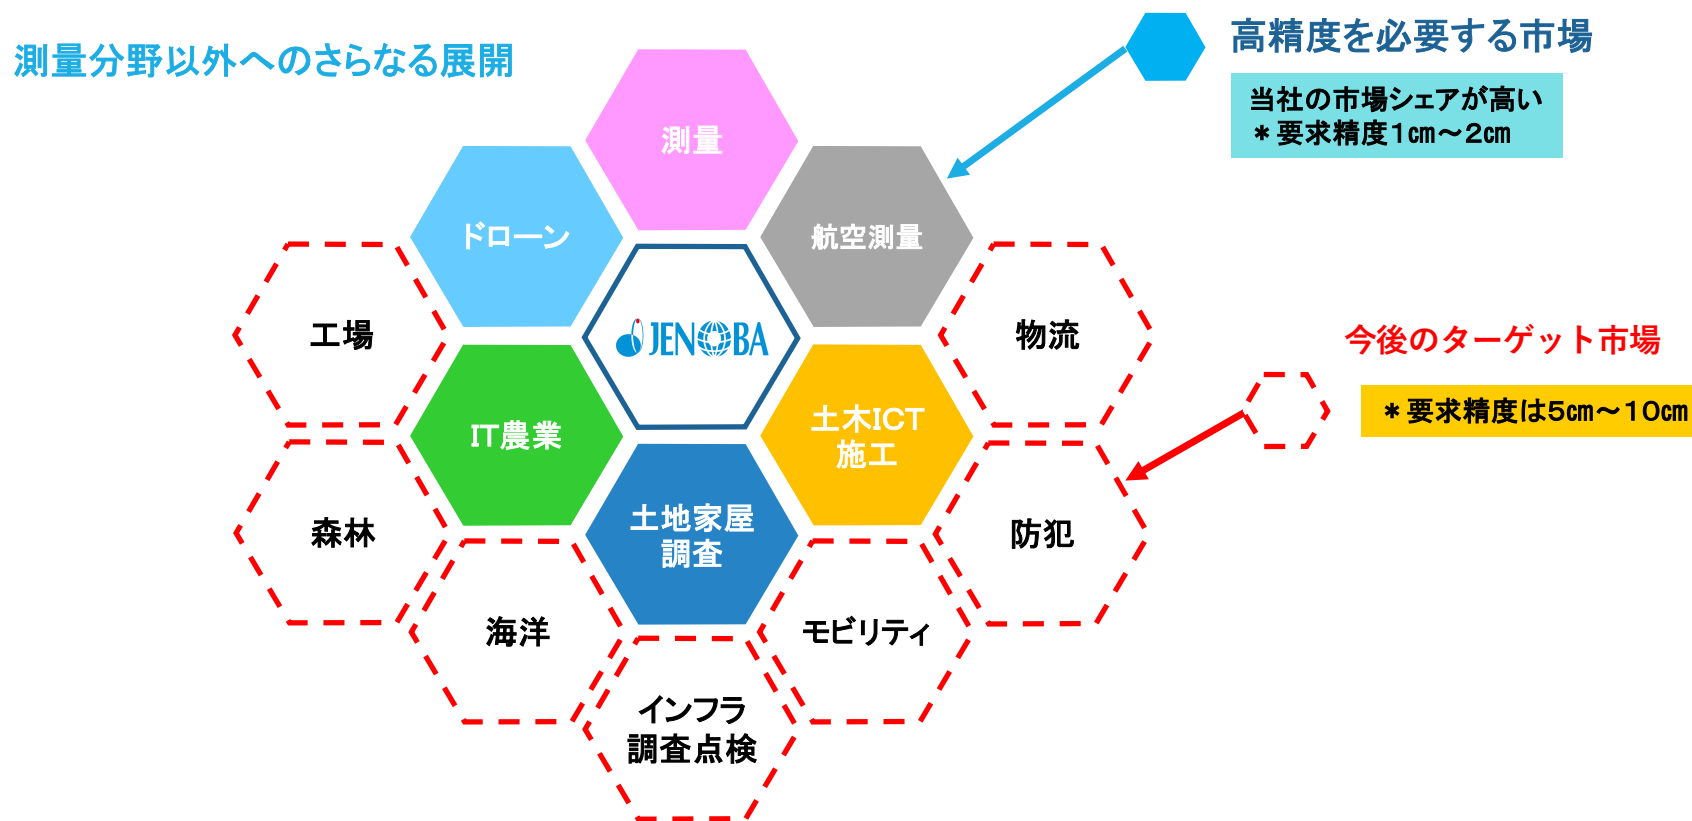 測量分野以外へのさらなる展開
高精度を必要する市場
当社の市場シェアが高い
＊要求精度1㎝～2㎝
測量
ドローン
航空測量
工場
JENOBA
物流
今後のターゲット市場
＊要求精度は5㎝～10㎝
IT農業
土木ICT
施工
森林
土地家屋
調査
防犯
海洋
モビリティ
インフラ
調査点検